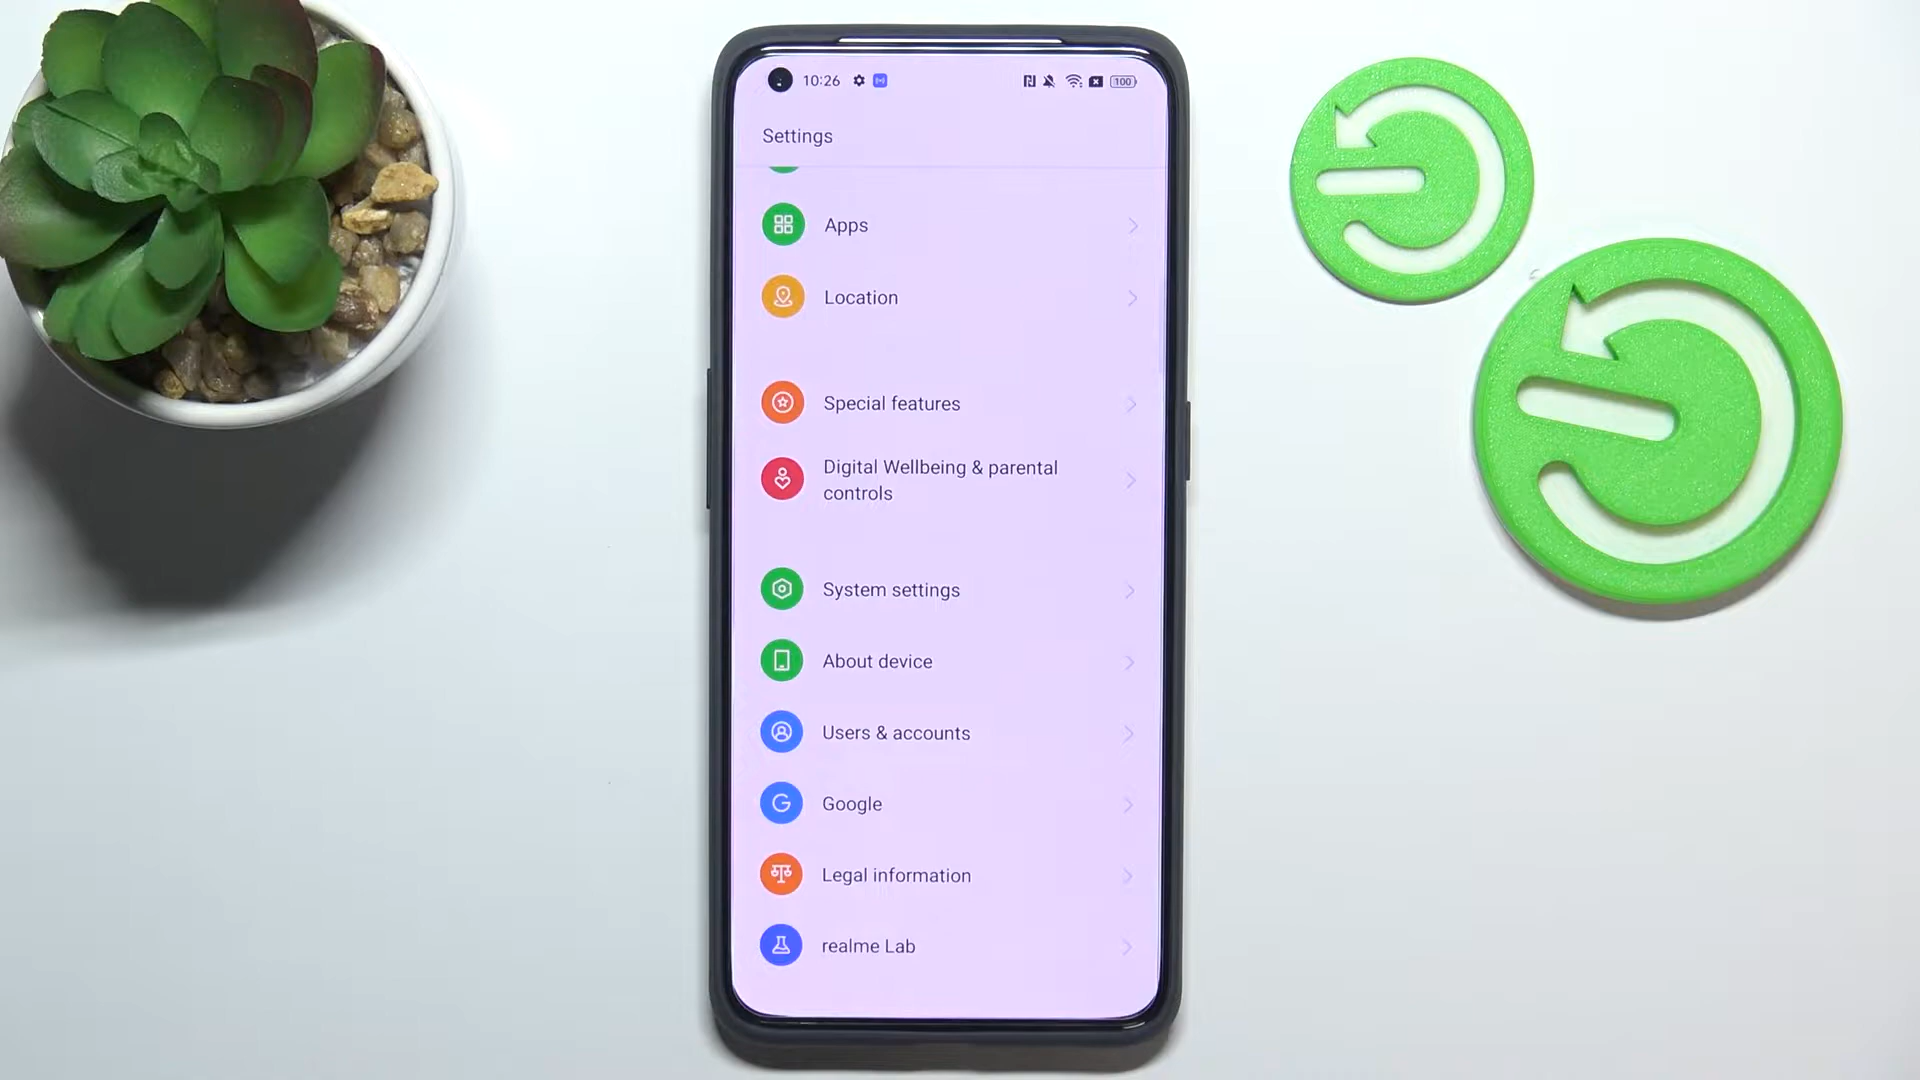 10:26
100
Settings
Apps
Location
Special features
Digital Wellbeing & parental
controls
System settings
About device
Users & accounts
Google
Legal information
realme Lab